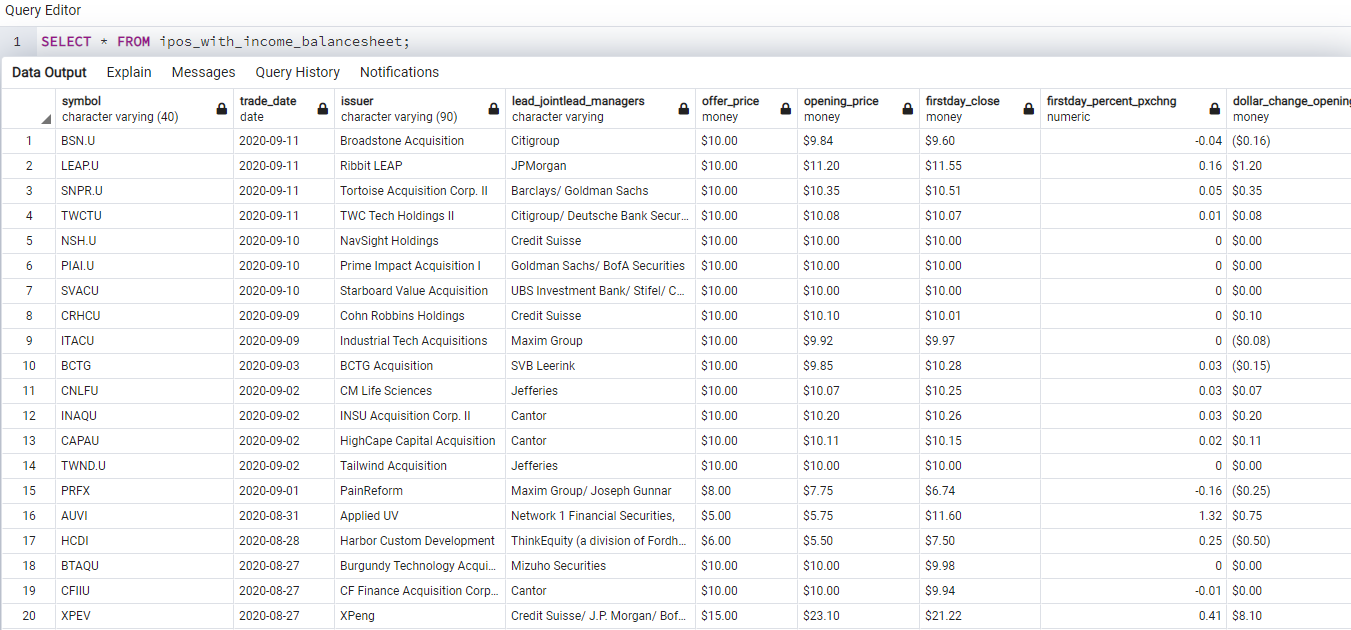 Query Editor
1 SELECT * FROM ipos_with_income_balancesheet;
Data Output Explain Messages Query History Notifications
symbol trade_date issuer lead_jointlead_managers offer_price opening_price firstday_close firstday_percent_pxchng dollar_change_opening
character varying (40) date character varying (90) character varying money money money numeric money
1 BSN.U 2020-09-11 Broadstone Acquisition Citigroup $10.00 $9.84 $9.60 -0.04 ($0.16)
2 LEAP.U 2020-09-11 Ribbit LEAP JPMorgan $10.00 $11.20 $11.55 0.16 $1.20
3 SNPR.U 2020-09-11 Tortoise Acquisition Corp. II Barclays/ Goldman Sachs $10.00 $10.35 $10.51 0.05 $0.35
4 TWCTU 2020-09-11 TWC Tech Holdings II Citigroup/ Deutsche Bank Secur... $10.00 $10.08 $10.07 0.01 $0.08
5 NSH.U 2020-09-10 NavSight Holdings Credit Suisse $10.00 $10.00 $10.00 0 $0.00
6 PIAI.U 2020-09-10 Prime Impact Acquisition I Goldman Sachs/ BofA Securities $10.00 $10.00 $10.00 0 $0.00
7 SVACU 2020-09-10 Starboard Value Acquisition UBS Investment Bank/ Stifel/ C... $10.00 $10.00 $10.00 0 $0.00
8 CRHCU 2020-09-09 Cohn Robbins Holdings Credit Suisse $10.00 $10.10 $10.01 0 $0.10
9 ITACU 2020-09-09 Industrial Tech Acquisitions Maxim Group $10.00 $9.92 $9.97 0 ($0.08)
10 BCTG 2020-09-03 BCTG Acquisition SVB Leerink $10.00 $9.85 $10.28 0.03 ($0.15)
11 CNLFU 2020-09-02 CM Life Sciences Jefferies $10.00 $10.07 $10.25 0.03 $0.07
12 INAQU 2020-09-02 INSU Acquisition Corp. II Cantor $10.00 $10.20 $10.26 0.03 $0.20
13 CAPAU 2020-09-02 HighCape Capital Acquisition Cantor $10.00 $10.11 $10.15 0.02 $0.11
14 TWND.U 2020-09-02 Tailwind Acquisition Jefferies $10.00 $10.00 $10.00 0 $0.00
15 PRFX 2020-09-01 PainReform Maxim Group/ Joseph Gunnar $8.00 $7.75 $6.74 -0.16 ($0.25)
16 AUVI 2020-08-31 Applied UV Network 1 Financial Securities, $5.00 $5.75 $11.60 1.32 $0.75
17 HCDI 2020-08-28 Harbor Custom Development ThinkEquity (a division of Fordh... $6.00 $5.50 $7.50 0.25 ($0.50)
18 BTAQU 2020-08-27 Burgundy Technology Acqui... Mizuho Securities $10.00 $10.00 $9.98 0 $0.00
19 CFIIU 2020-08-27 CF Finance Acquisition Corp... Cantor $10.00 $10.00 $9.94 -0.01 $0.00
20 XPEV 2020-08-27 XPeng Credit Suisse/ J.P. Morgan/ Bof... $15.00 $23.10 $21.22 0.41 $8.10